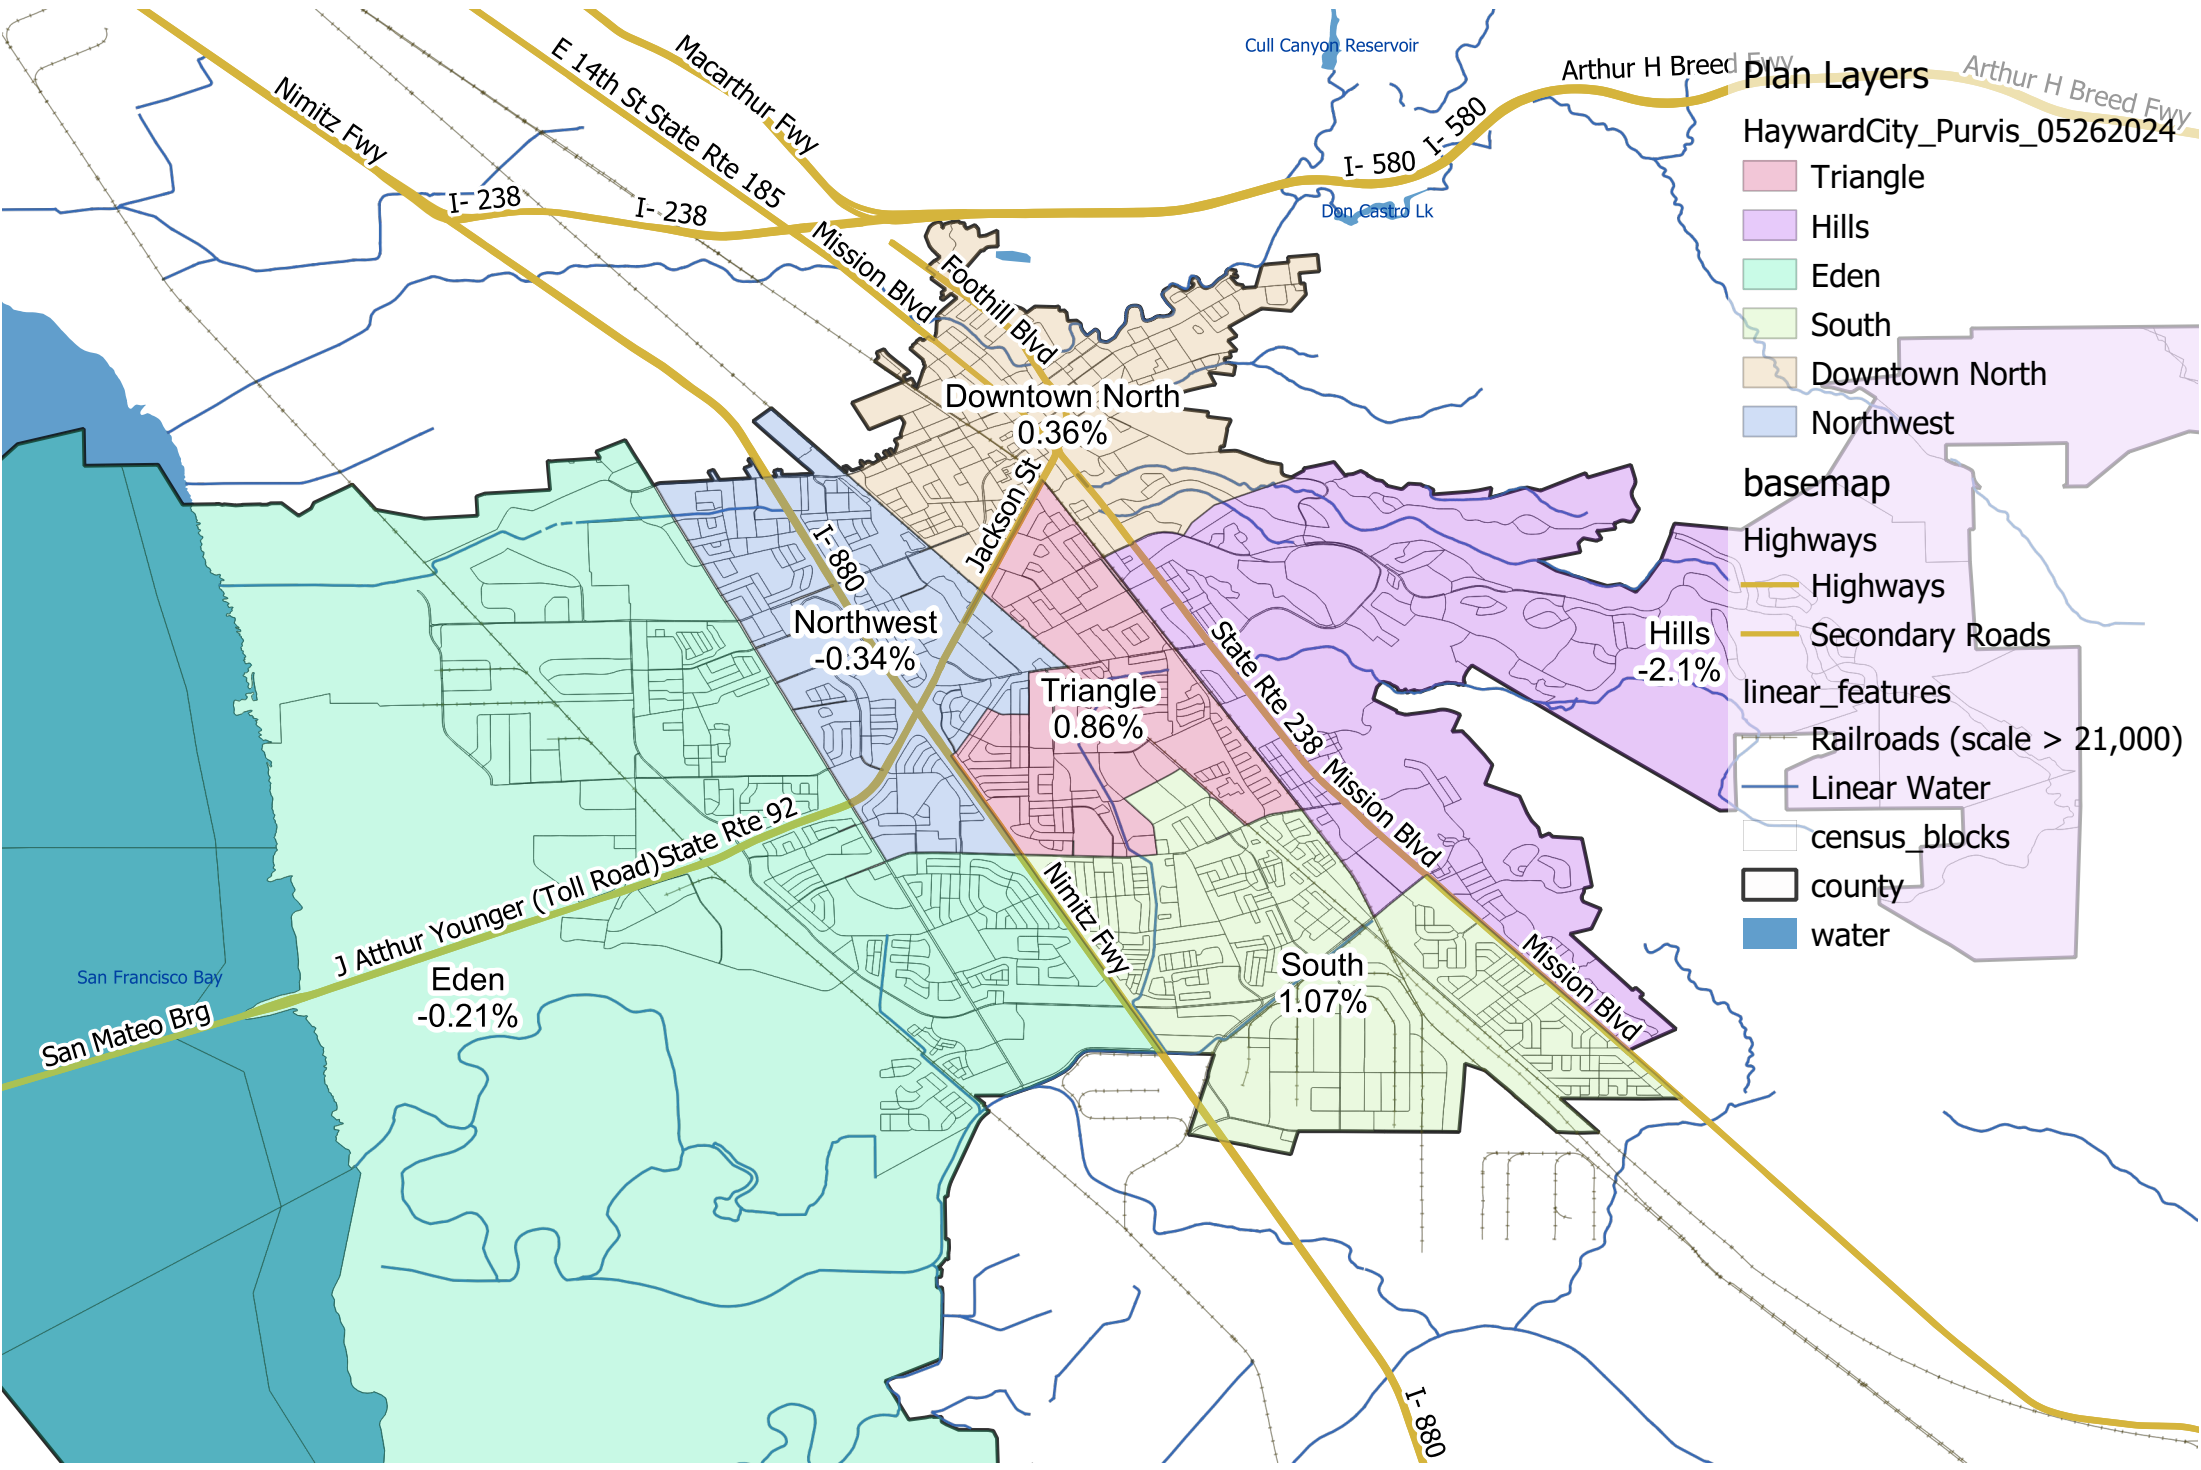 Cull Canyon Reservoir
Macarthur Fwy
E 14th St
State Rte 185
Nimitz Fwy
Arthur H Breed Fwy
Arthur H Breed Fwy
I- 580
I- 580
I- 238
I- 238
Don Castro Lk
Mission Blvd
Foothill Blvd
Downtown North
0.36%
Jackson St
I- 880
Northwest
-0.34%
Hills
-2.1%
State Rte 238
Triangle
0.86%
Mission Blvd
State Rte 92
J Atthur Younger (Toll Road)
Nimitz Fwy
San Francisco Bay
Eden
-0.21%
South
1.07%
Mission Blvd
San Mateo Brg
I- 880
Plan Layers
HaywardCity_Purvis_05262024
Triangle
Hills
Eden
South
Downtown North
Northwest
basemap
Highways
Highways
Secondary Roads
linear_features
Railroads (scale > 21,000)
Linear Water
census_blocks
county
water